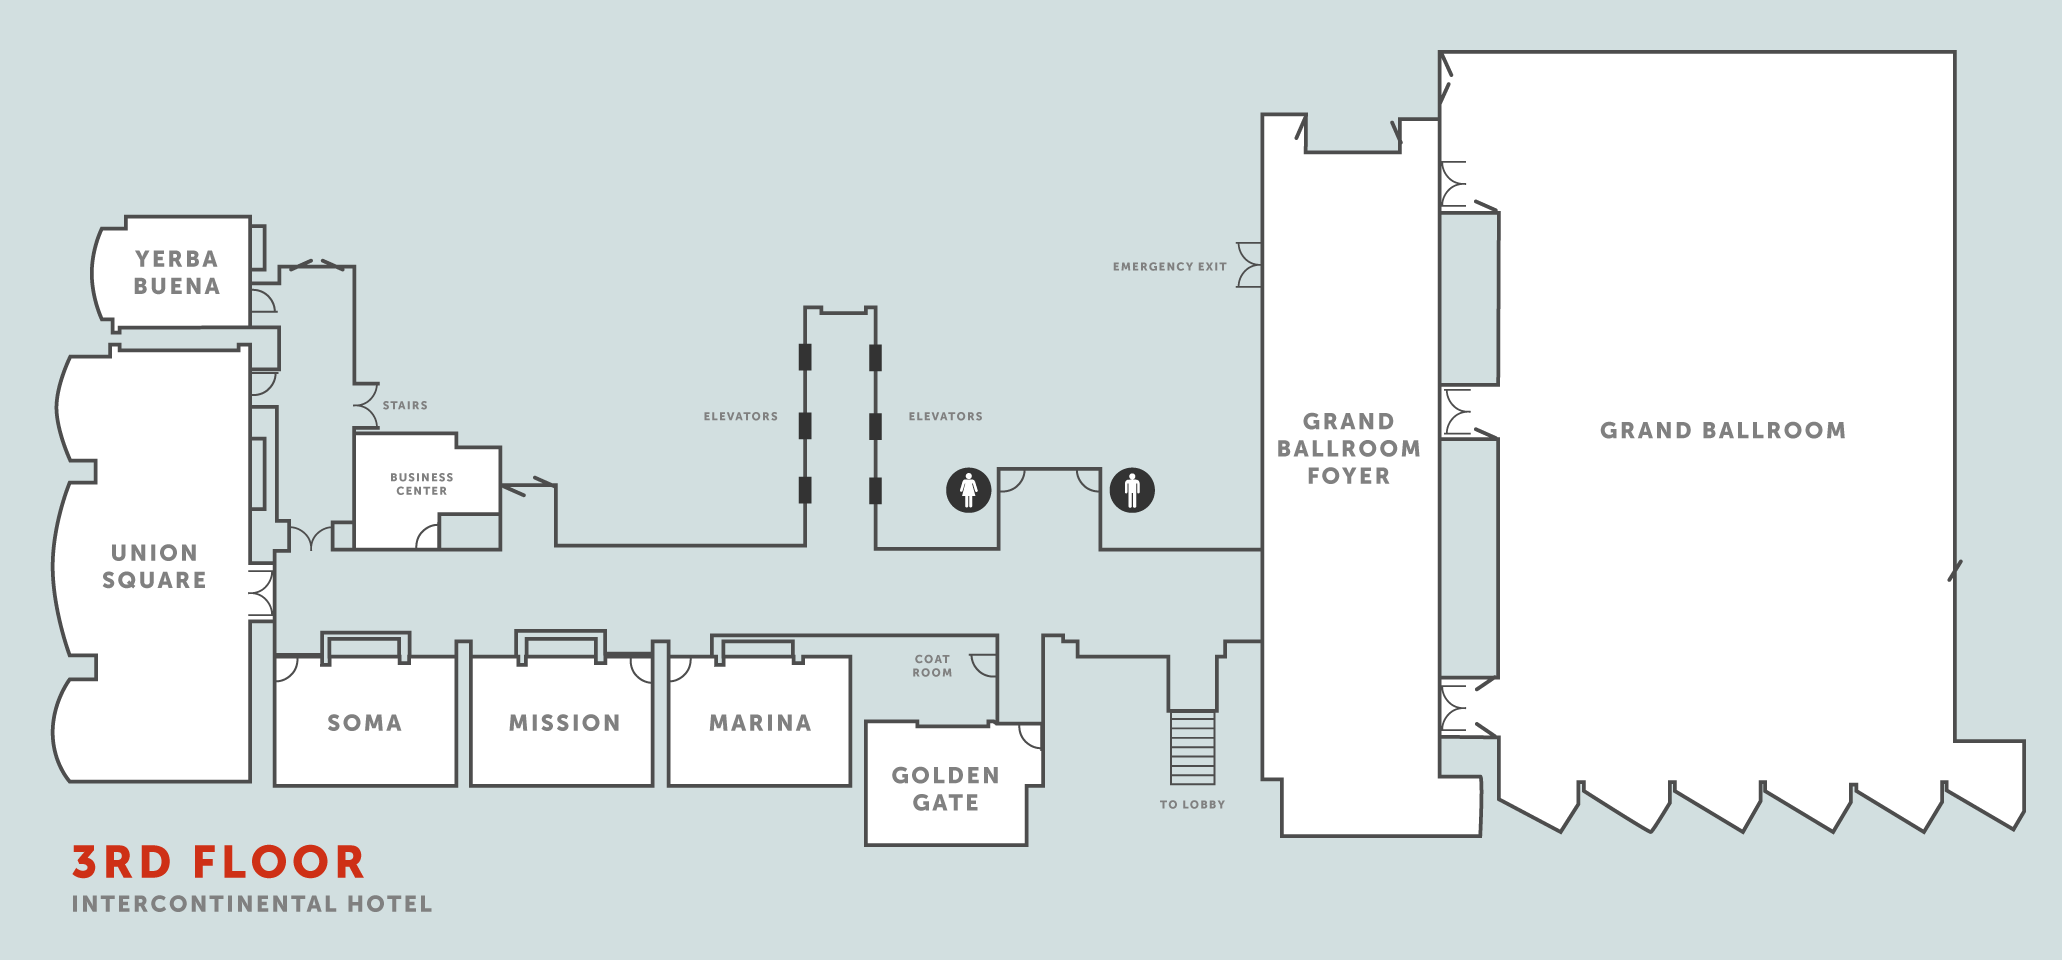 YERBA
BUENA
EMERGENCY EXIT
STAIRS
ELEVATORS
ELEVATORS
GRAND
BALLROOM
FOYER
GRAND BALLROOM
BUSINESS
CENTER
UNION
SQUARE
COAT
ROOM
SOMA
MISSION
MARINA
GOLDEN
GATE
TO LOBBY
3RD FLOOR
INTERCONTINENTAL HOTEL